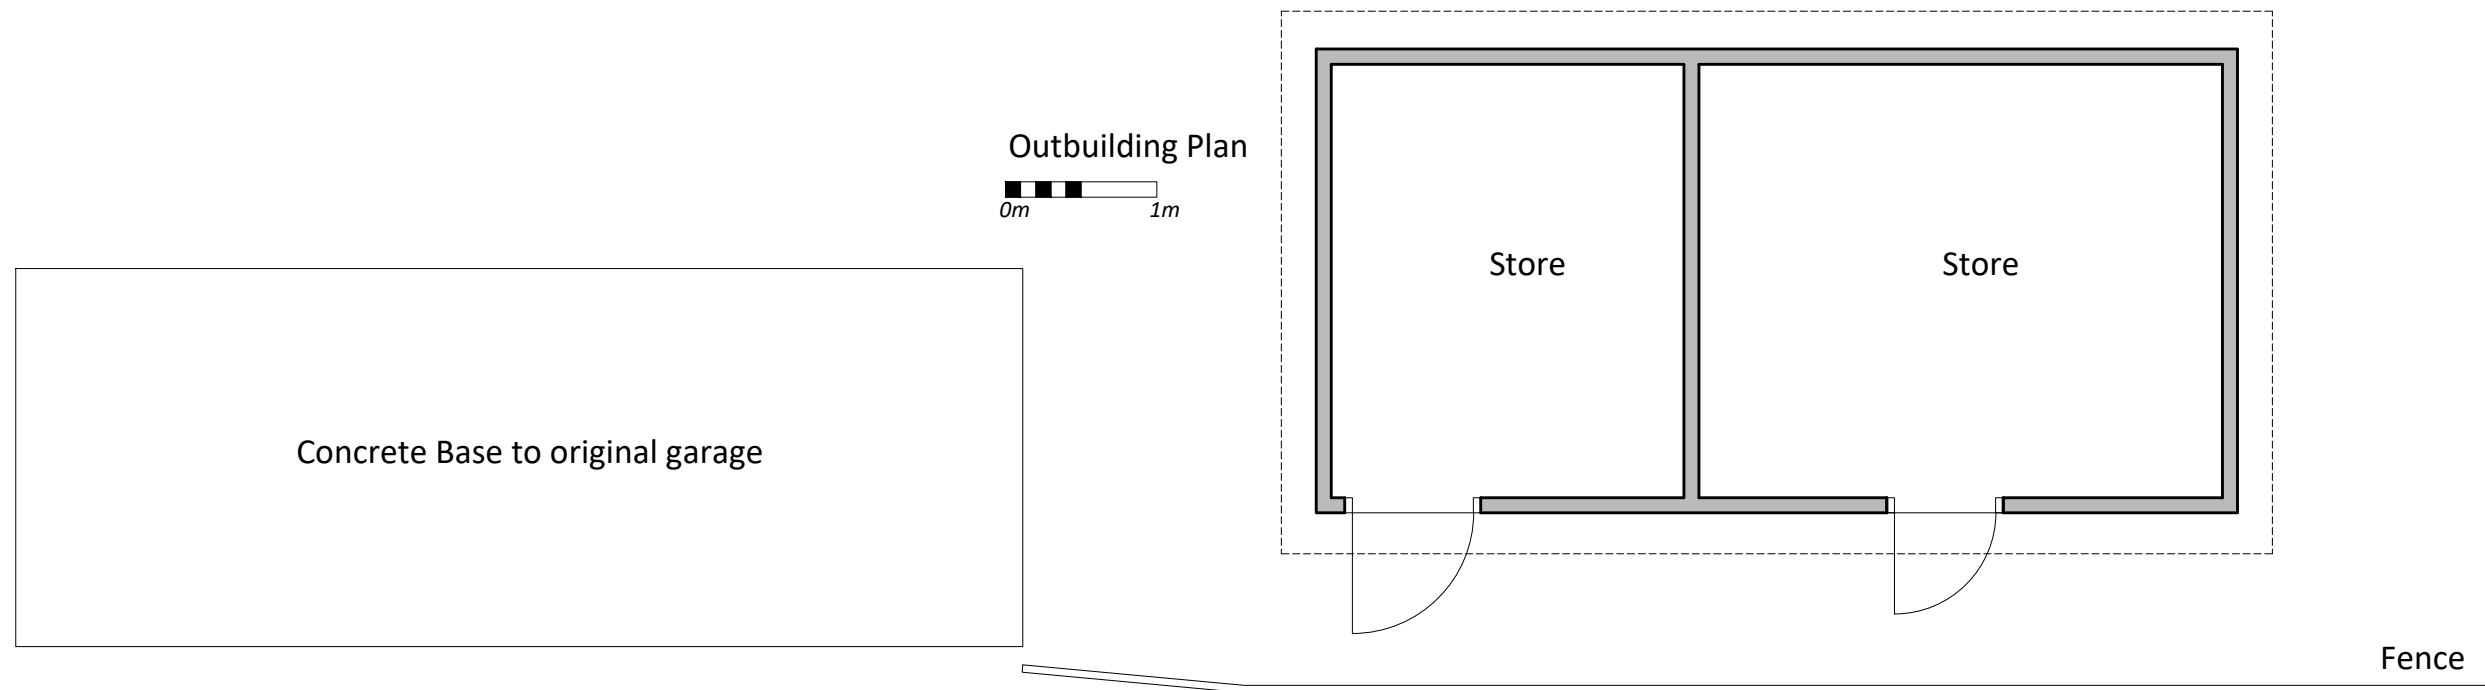 Outbuilding Plan
0m 1m
Store Store
Concrete Base to original garage
Fence